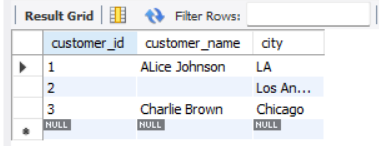 Result Grid Filter Rows:
customer_id customer_name city
1 ALice Johnson LA
2 Los An...
3 Charlie Brown Chicago
NULL NULL NULL